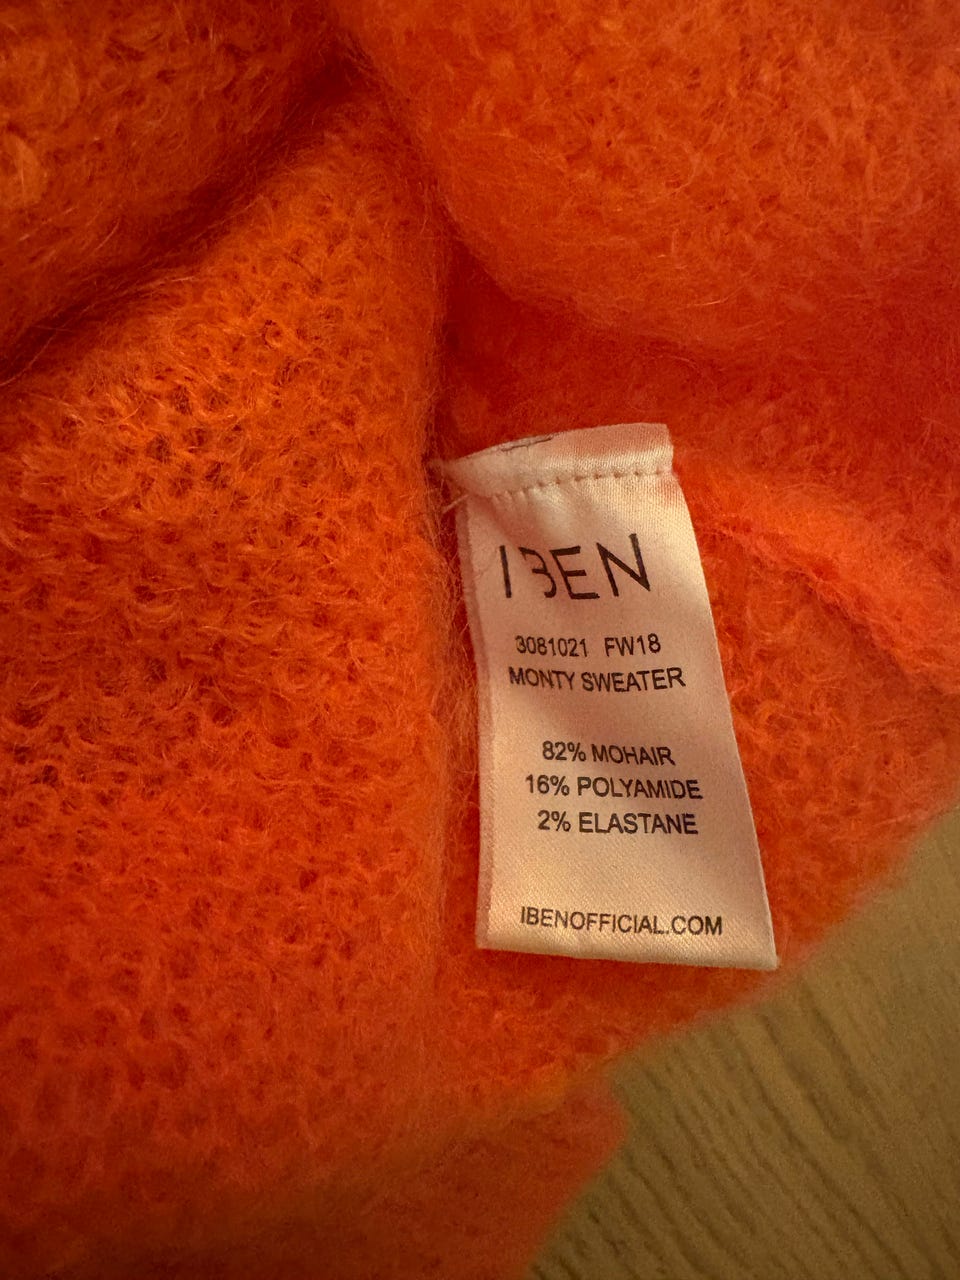 IBEN
3081021 FW18
MONTY SWEATER
82% MOHAIR
16% POLYAMIDE
2% ELASTANE
IBENOFFICIAL.COM